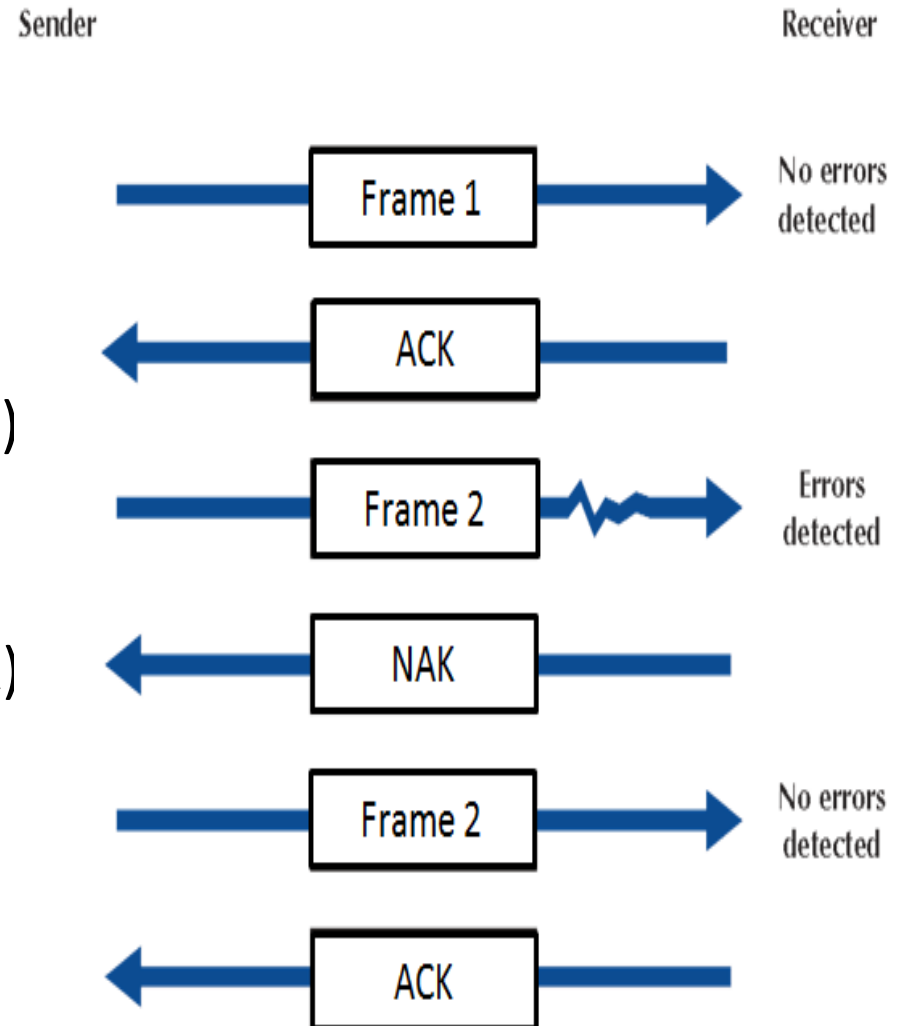 Sender
Receiver
Frame 1
No errors
detected
ACK
)
Frame 2
Errors
detected
NAK
)
Frame 2
No errors
detected
ACK